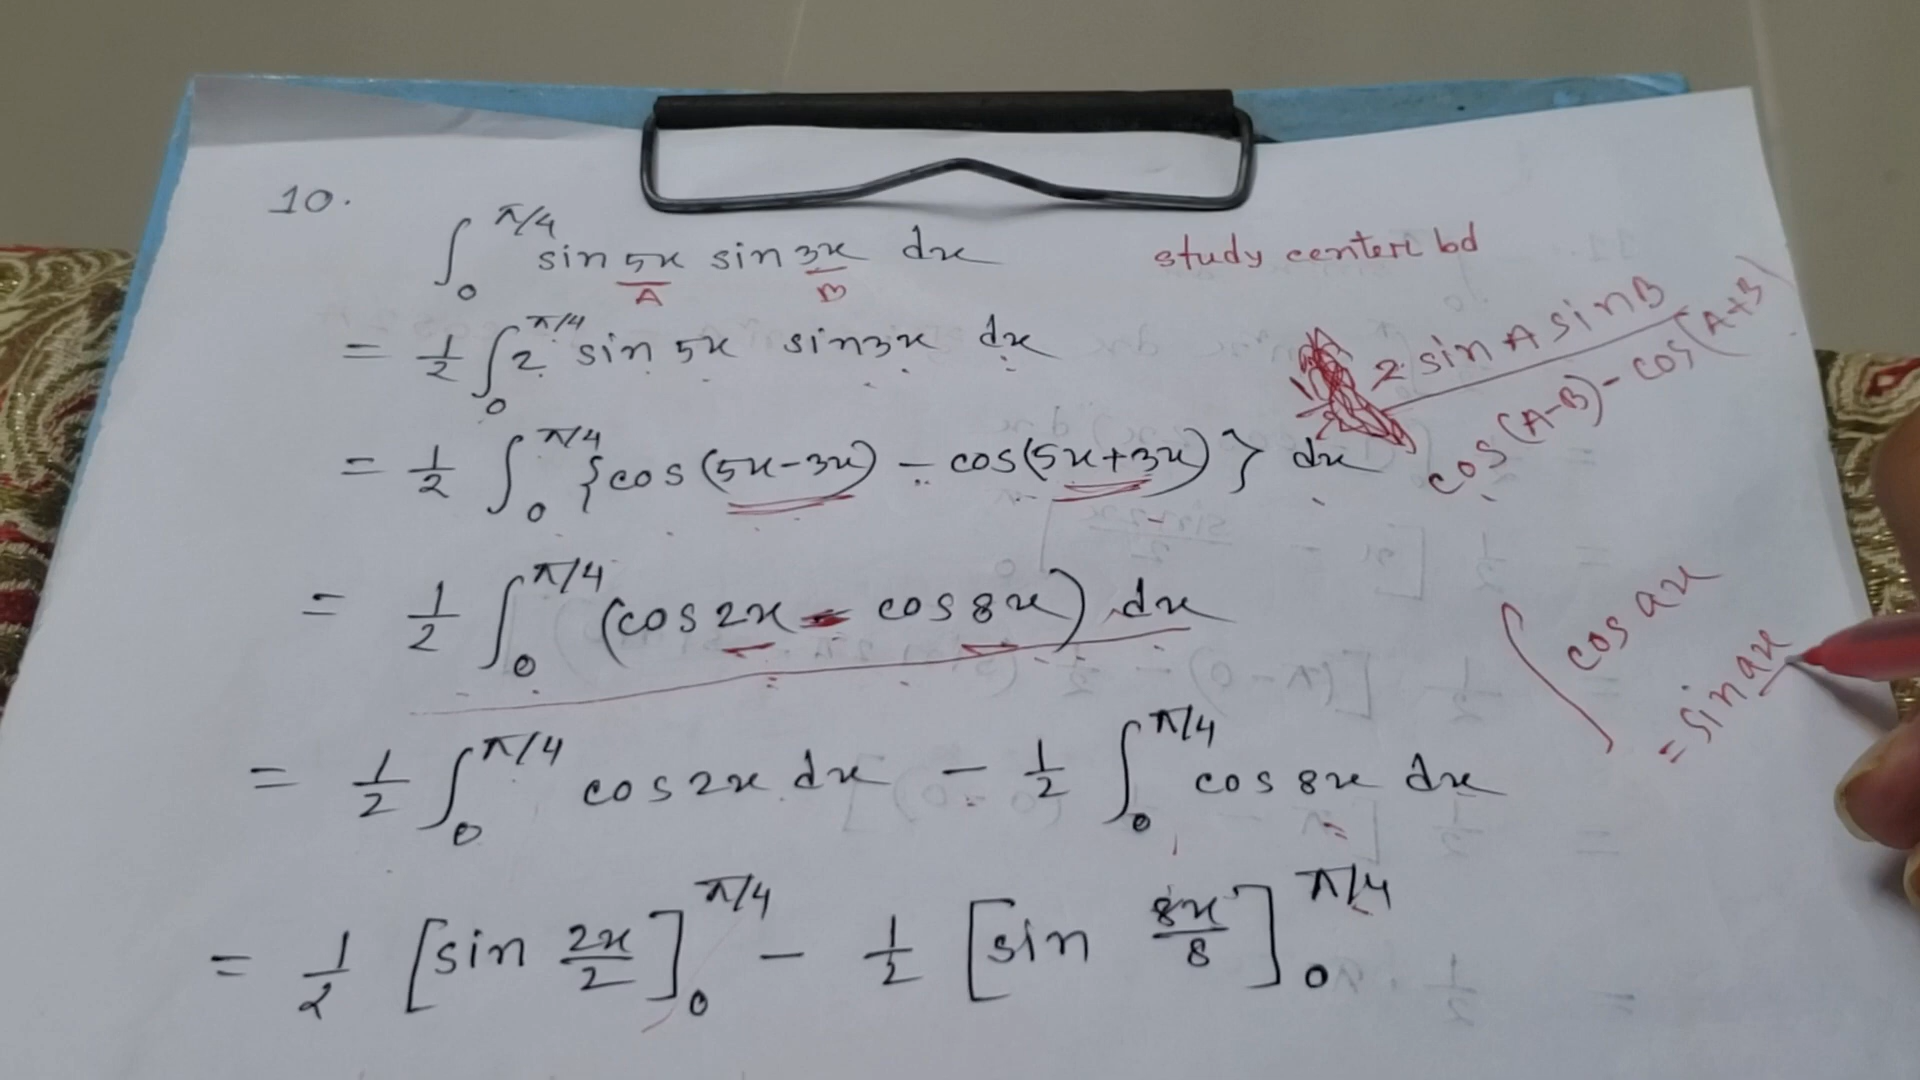 10.
∫₀^{π/4} sin 5x sin 3x dx
A B
study center bd
= 1/2 ∫₀^{π/4} 2 sin 5x sin3x dx
2 sin A sin B
cos (A-B) - cos (A+B)
= 1/2 ∫₀^{π/4} {cos (5x-3x) - cos(5x+3x)} dx
= 1/2 ∫₀^{π/4} (cos 2x - cos 8x) dx
∫ cos ax
= sin ax
= 1/2 ∫₀^{π/4} cos 2x dx - 1/2 ∫₀^{π/4} cos 8x dx
= 1/2 [sin 2x/2]₀^{π/4} - 1/2 [sin 8x/8]₀^{π/4}